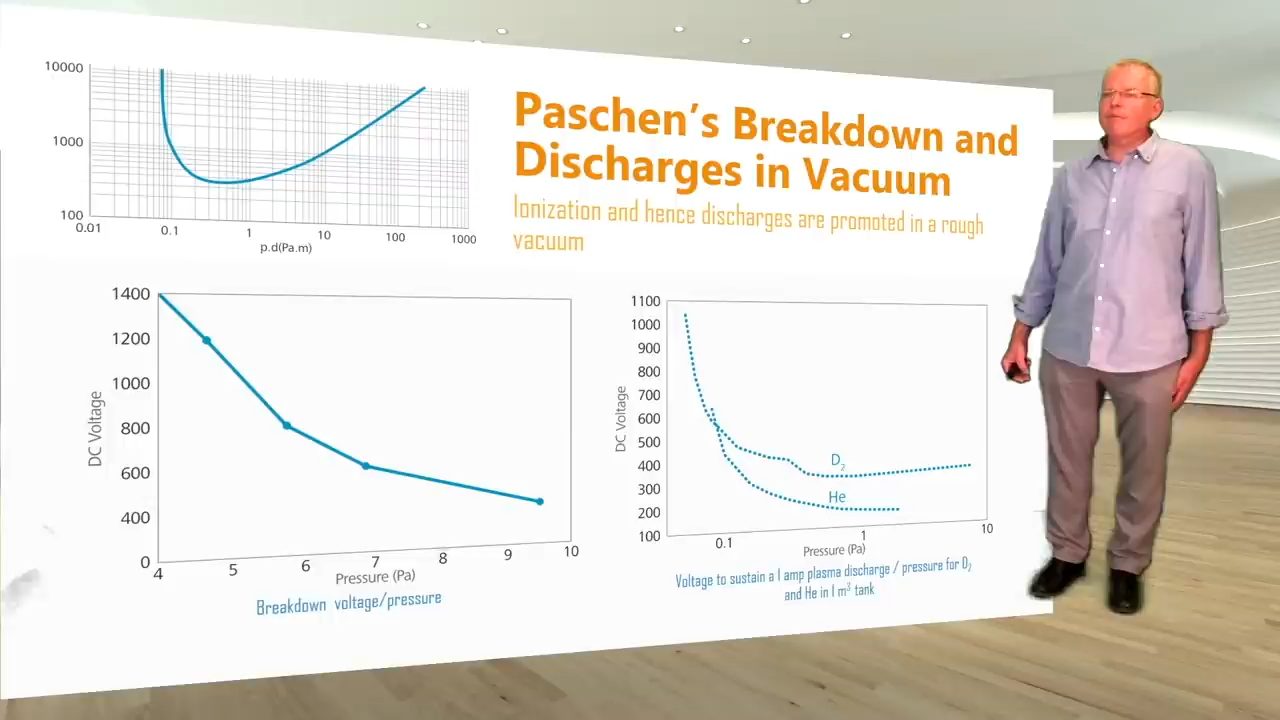 Paschen's Breakdown and
Discharges in Vacuum
Ionization and hence discharges are promoted in a rough
vacuum
10000
1000
100
0.01 0.1 1 10 100 1000
p.d(Pa.m)
1400
1200
1000
800
600
400
0
DC Voltage
4 5 6 7 8 9 10
Pressure (Pa)
Breakdown voltage/pressure
1100
1000
900
800
700
600
500
400
300
200
100
DC Voltage
D₂
He
0.1 1 10
Pressure (Pa)
Voltage to sustain a 1 amp plasma discharge / pressure for D₂
and He in 1 m³ tank